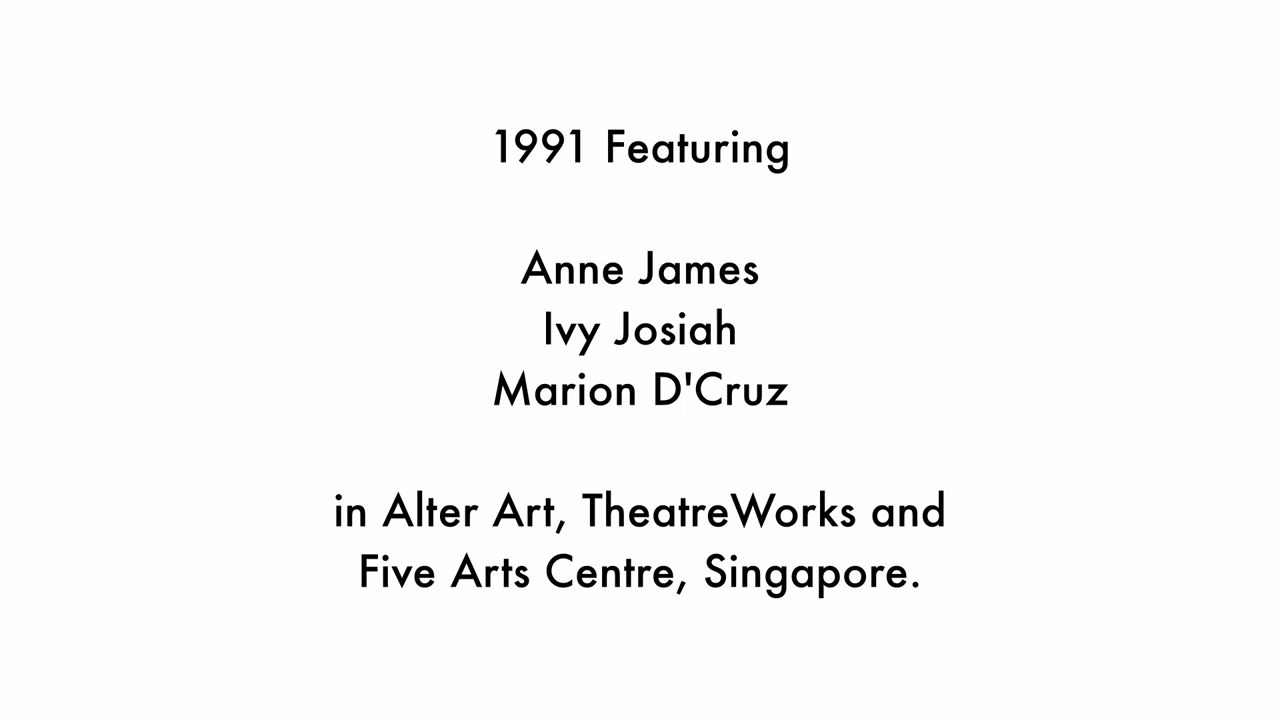 1991 Featuring
Anne James
Ivy Josiah
Marion D'Cruz
in Alter Art, TheatreWorks and
Five Arts Centre, Singapore.